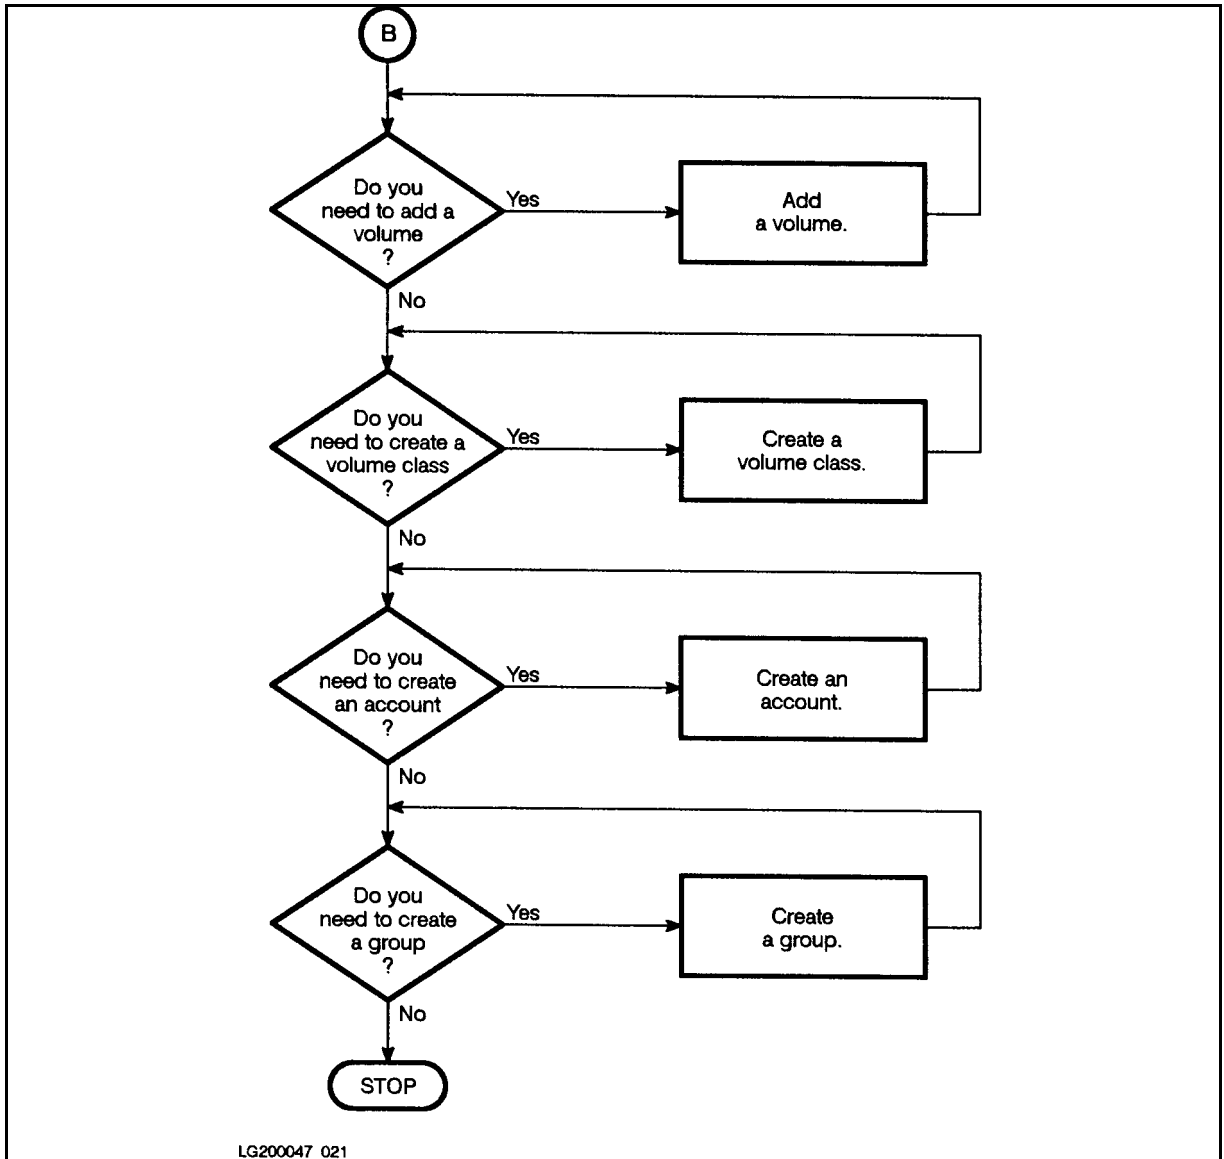 B
Do you
need to add a
volume
?
Yes
Add
a volume.
No
Do you
need to create a
volume class
?
Yes
Create a
volume class.
No
Do you
need to create
an account
?
Yes
Create an
account.
No
Do you
need to create
a group
?
Yes
Create
a group.
No
STOP
LG200047 021